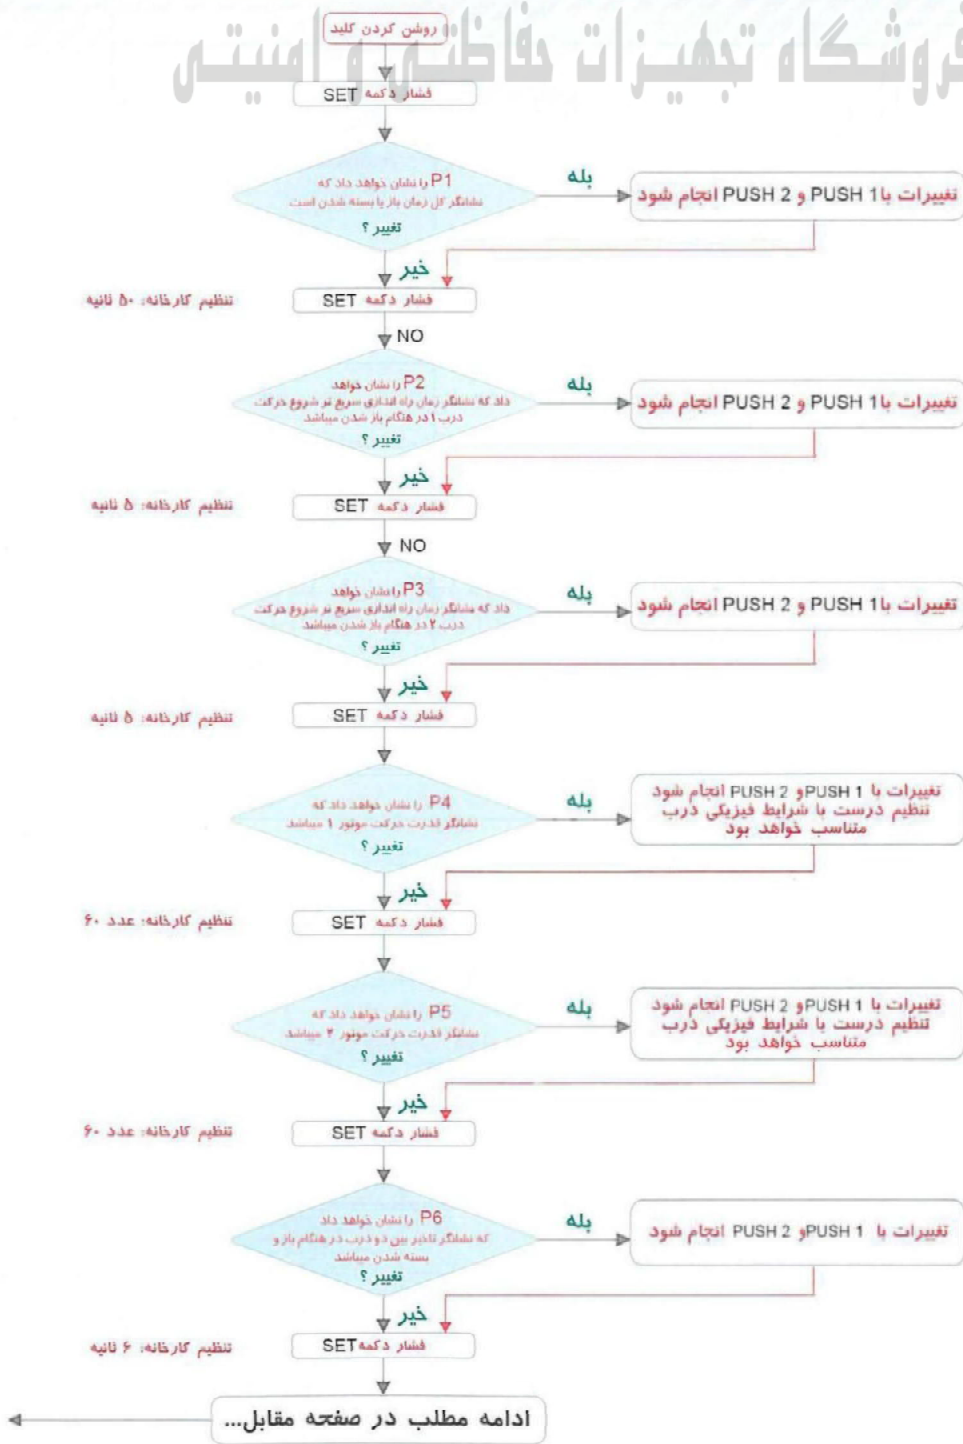 فروشگاه تجهیزات حفاظتی و امنیتی
روشن کردن کلید
فشار دکمه SET
P1 را نشان خواهد داد که
نشانگر کل زمان باز یا بسته شدن است
تغییر ؟
بله
تغییرات با PUSH 1 و PUSH 2 انجام شود
خیر
فشار دکمه SET
تنظیم کارخانه: ۵۰ ثانیه
NO
P2 را نشان خواهد
داد که نشانگر زمان راه اندازی سریع تر شروع حرکت
درب ۱ در هنگام باز شدن میباشد
تغییر ؟
بله
تغییرات با PUSH 1 و PUSH 2 انجام شود
خیر
فشار دکمه SET
تنظیم کارخانه: ۵ ثانیه
NO
P3 را نشان خواهد
داد که نشانگر زمان راه اندازی سریع تر شروع حرکت
درب ۲ در هنگام باز شدن میباشد
تغییر ؟
بله
تغییرات با PUSH 1 و PUSH 2 انجام شود
خیر
فشار دکمه SET
تنظیم کارخانه: ۵ ثانیه
P4 را نشان خواهد داد که
نشانگر قدرت حرکت موتور ۱ میباشد
تغییر ؟
بله
تغییرات با PUSH 1 و PUSH 2 انجام شود
تنظیم درست با شرایط فیزیکی درب
متناسب خواهد بود
خیر
فشار دکمه SET
تنظیم کارخانه: عدد ۶۰
P5 را نشان خواهد داد که
نشانگر قدرت حرکت موتور ۲ میباشد
تغییر ؟
بله
تغییرات با PUSH 1 و PUSH 2 انجام شود
تنظیم درست با شرایط فیزیکی درب
متناسب خواهد بود
خیر
فشار دکمه SET
تنظیم کارخانه: عدد ۶۰
P6 را نشان خواهد داد
که نشانگر تاخیر بین دو درب در هنگام باز و
بسته شدن میباشد
تغییر ؟
بله
تغییرات با PUSH 1 و PUSH 2 انجام شود
خیر
فشار دکمه SET
تنظیم کارخانه: ۶ ثانیه
ادامه مطلب در صفحه مقابل...